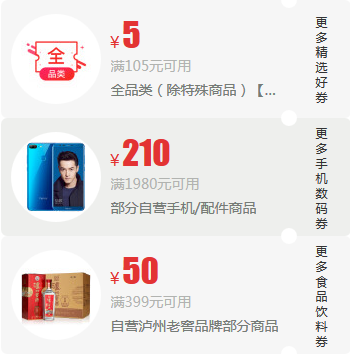 全
品类
¥5
满105元可用
全品类（除特殊商品）【...
更多精选好券
¥210
满1980元可用
部分自营手机/配件商品
更多手机数码券
¥50
满399元可用
自营泸州老窖品牌部分商品
更多食品饮料券